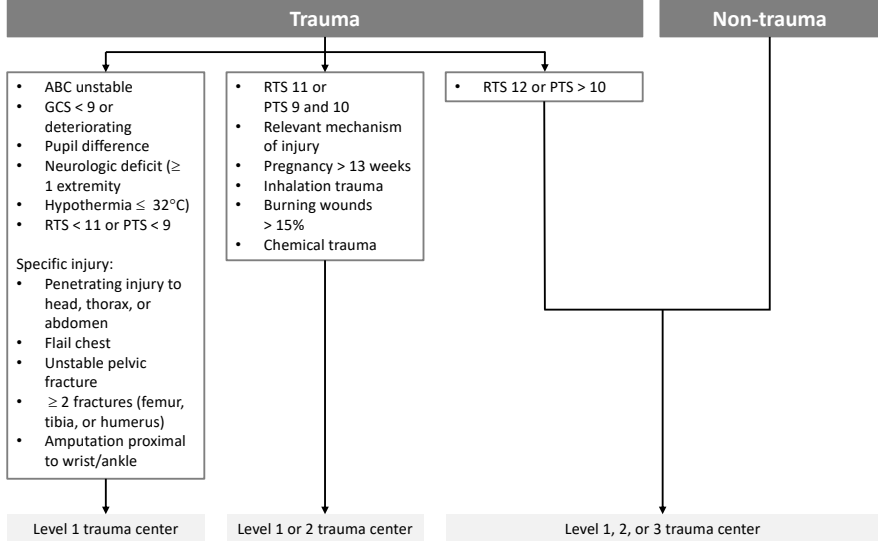 Trauma
Non-trauma
• ABC unstable
• GCS < 9 or
deteriorating
• Pupil difference
• Neurologic deficit (≥
1 extremity
• Hypothermia ≤ 32°C)
• RTS < 11 or PTS < 9
Specific injury:
• Penetrating injury to
head, thorax, or
abdomen
• Flail chest
• Unstable pelvic
fracture
• ≥ 2 fractures (femur,
tibia, or humerus)
• Amputation proximal
to wrist/ankle
• RTS 11 or
PTS 9 and 10
• Relevant mechanism
of injury
• Pregnancy > 13 weeks
• Inhalation trauma
• Burning wounds
> 15%
• Chemical trauma
• RTS 12 or PTS > 10
Level 1 trauma center
Level 1 or 2 trauma center
Level 1, 2, or 3 trauma center